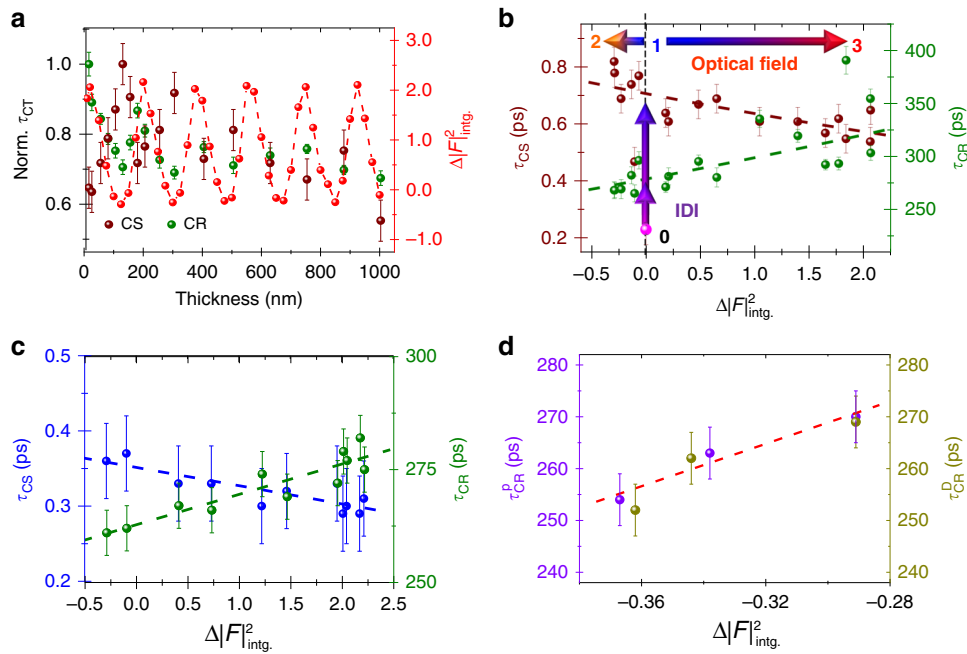 a
Norm. τCT
1.0
0.8
0.6
CS
CR
3.0
2.0
1.0
0.0
−1.0
Δ|F|²intg.
0
200
400
600
800
1000
Thickness (nm)
b
2
1
3
Optical field
IDI
0
τCS (ps)
0.8
0.6
0.4
0.2
400
350
300
250
τCR (ps)
−0.5
0.0
0.5
1.0
1.5
2.0
Δ|F|²intg.
c
τCS (ps)
0.5
0.4
0.3
0.2
300
275
250
τCR (ps)
−0.5
0.0
0.5
1.0
1.5
2.0
2.5
Δ|F|²intg.
d
τᵖCR (ps)
280
270
260
250
240
280
270
260
250
240
τᴰCR (ps)
−0.36
−0.32
−0.28
Δ|F|²intg.